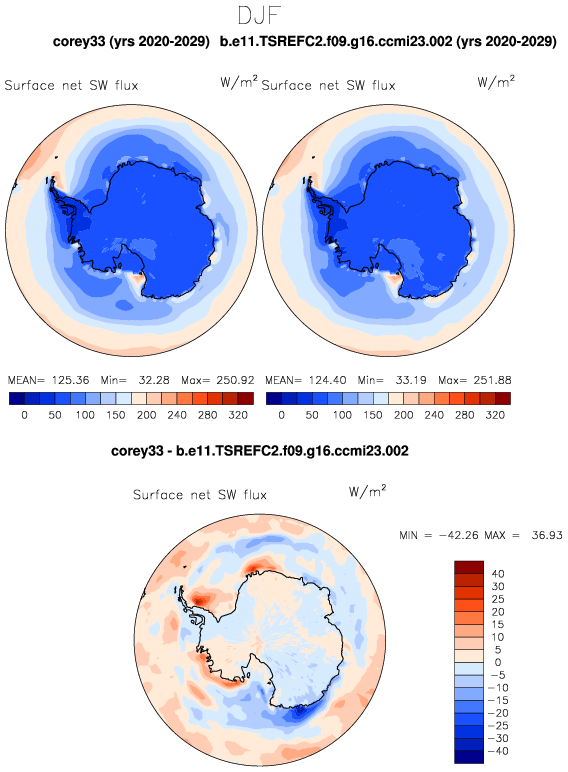 DJF
corey33 (yrs 2020-2029) b.e11.TSREFC2.f09.g16.ccmi23.002 (yrs 2020-2029)
Surface net SW flux W/m² Surface net SW flux W/m²
MEAN= 125.36 Min= 32.28 Max= 250.92 MEAN= 124.40 Min= 33.19 Max= 251.88
0 50 100 150 200 240 280 320 0 50 100 150 200 240 280 320
corey33 - b.e11.TSREFC2.f09.g16.ccmi23.002
Surface net SW flux W/m²
MIN = -42.26 MAX = 36.93
40
30
25
20
15
10
5
0
-5
-10
-15
-20
-25
-30
-40